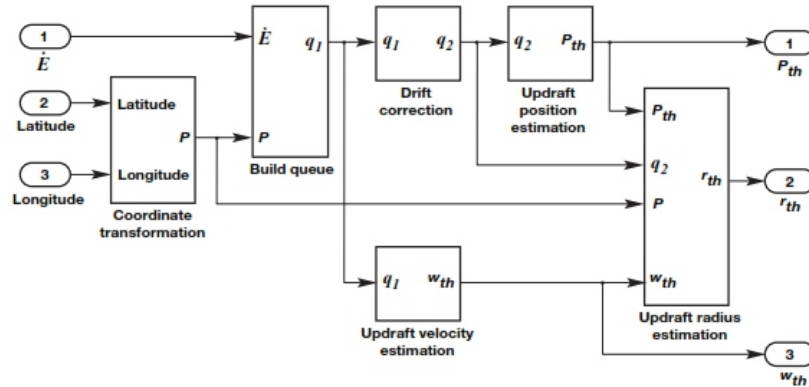 1
Ė
2
Latitude
3
Longitude
Latitude
P
Longitude
Coordinate
transformation
Ė
q1
P
Build queue
q1 q2
Drift
correction
q2 Pth
Updraft
position
estimation
q1 wth
Updraft velocity
estimation
Pth
q2
rth
P
wth
Updraft radius
estimation
1
Pth
2
rth
3
wth